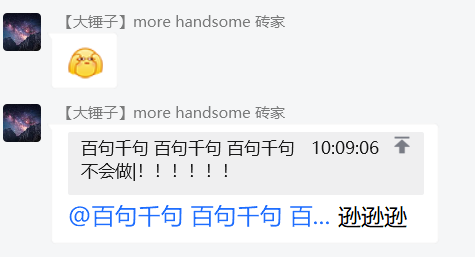 【大锤子】more handsome 砖家
【大锤子】more handsome 砖家
百句千句 百句千句 百句千句 10:09:06
不会做！！！！！！
@百句千句 百句千句 百... 逊逊逊